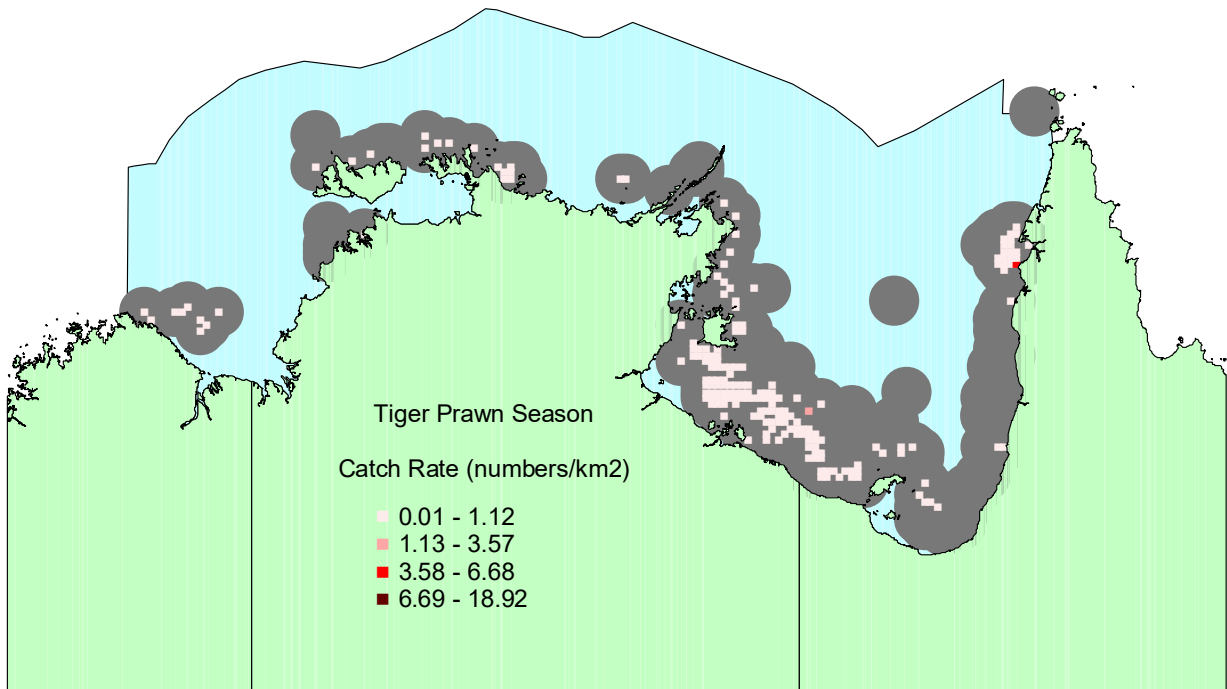 Tiger Prawn Season
Catch Rate (numbers/km2)
0.01 - 1.12
1.13 - 3.57
3.58 - 6.68
6.69 - 18.92